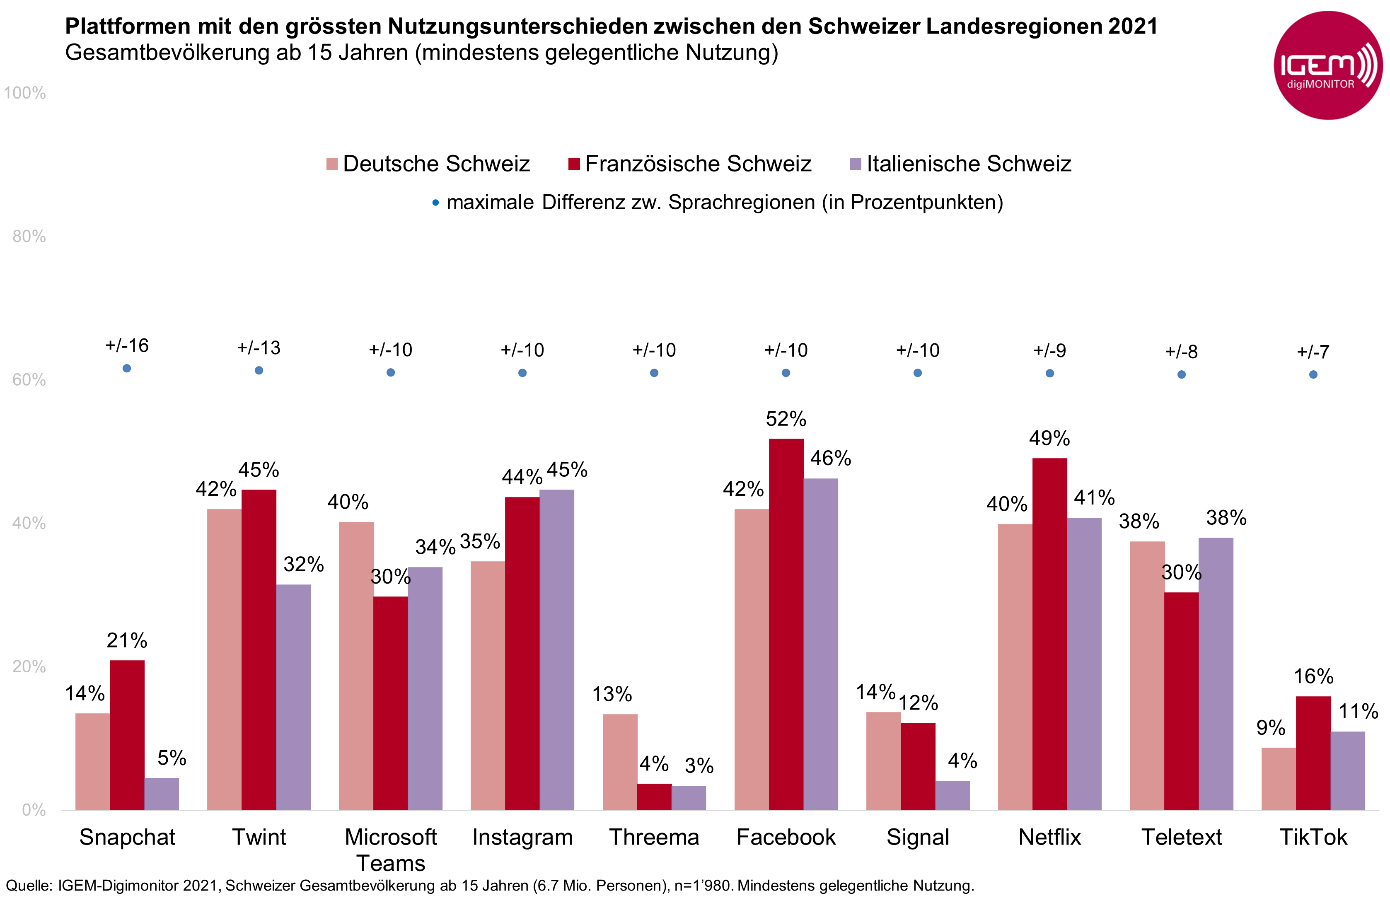 Plattformen mit den grössten Nutzungsunterschieden zwischen den Schweizer Landesregionen 2021
Gesamtbevölkerung ab 15 Jahren (mindestens gelegentliche Nutzung)
IGEM
digiMONITOR
100%
Deutsche Schweiz Französische Schweiz Italienische Schweiz
maximale Differenz zw. Sprachregionen (in Prozentpunkten)
80%
+/-16 +/-13 +/-10 +/-10 +/-10 +/-10 +/-10 +/-9 +/-8 +/-7
60%
40%
20%
0%
14% 21% 5%
42% 45% 32%
40% 30% 34%
35% 44% 45%
13% 4% 3%
42% 52% 46%
14% 12% 4%
40% 49% 41%
38% 30% 38%
9% 16% 11%
Snapchat Twint Microsoft Instagram Threema Facebook Signal Netflix Teletext TikTok
Teams
Quelle: IGEM-Digimonitor 2021, Schweizer Gesamtbevölkerung ab 15 Jahren (6.7 Mio. Personen), n=1'980. Mindestens gelegentliche Nutzung.